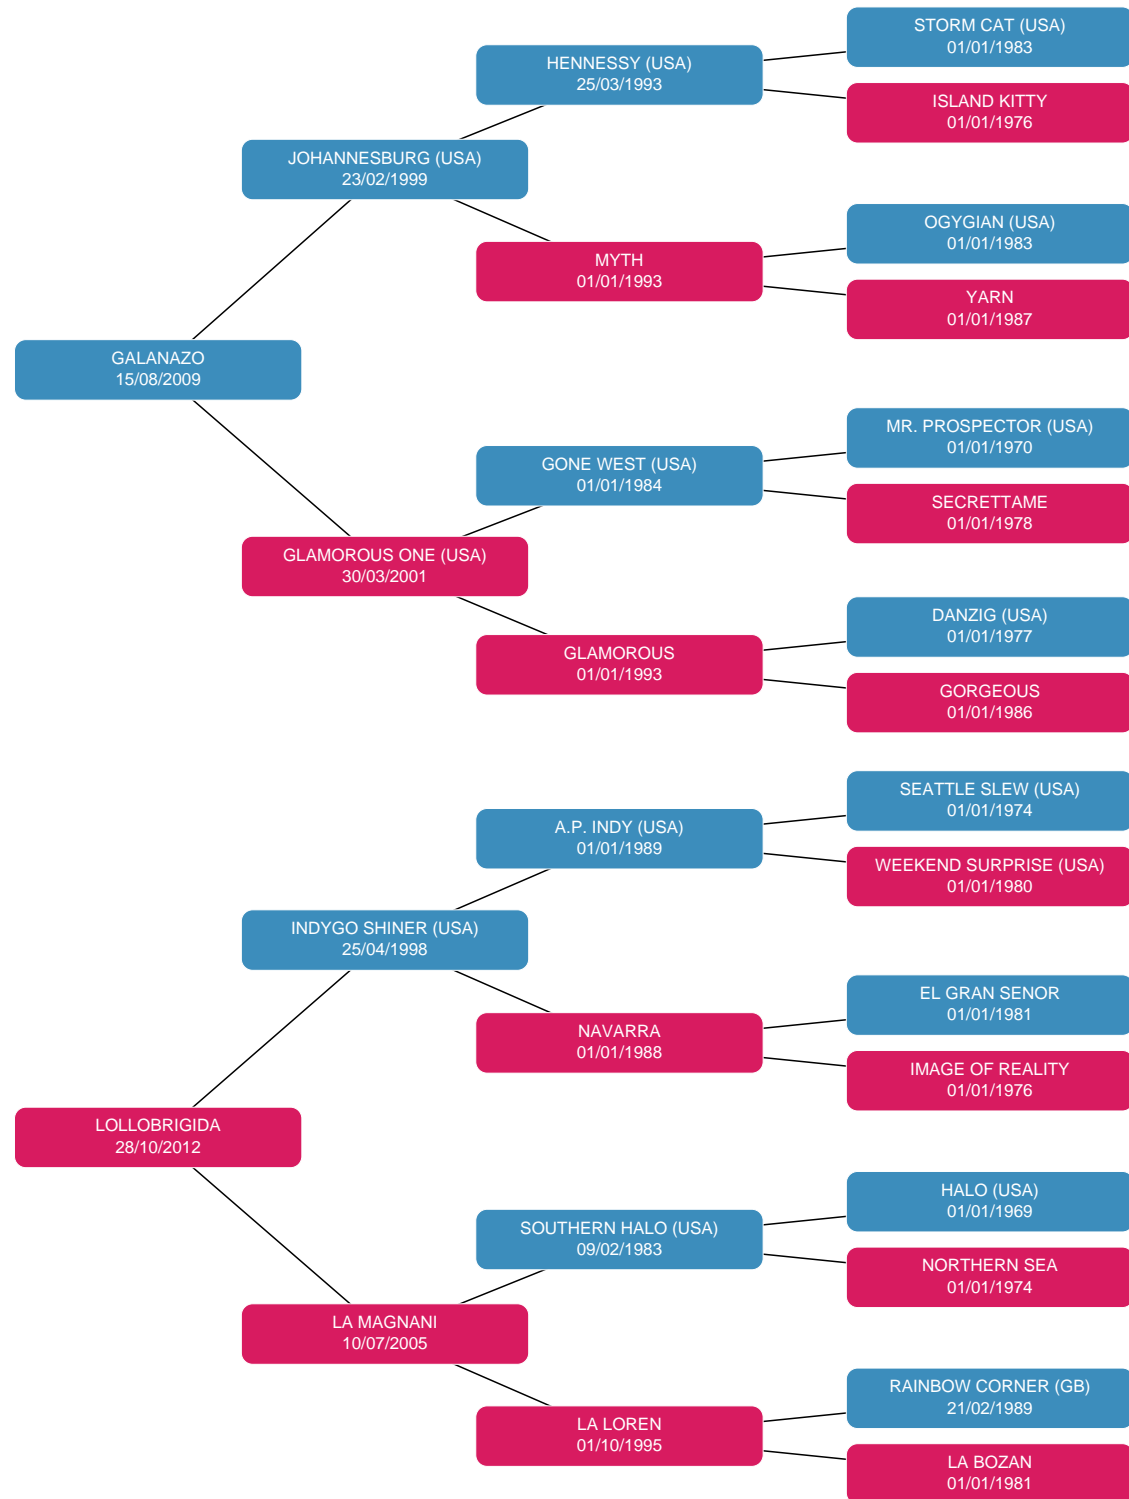 STORM CAT (USA)
01/01/1983
HENNESSY (USA)
25/03/1993
ISLAND KITTY
01/01/1976
JOHANNESBURG (USA)
23/02/1999
OGYGIAN (USA)
01/01/1983
MYTH
01/01/1993
YARN
01/01/1987
GALANAZO
15/08/2009
MR. PROSPECTOR (USA)
01/01/1970
GONE WEST (USA)
01/01/1984
SECRETTAME
01/01/1978
GLAMOROUS ONE (USA)
30/03/2001
DANZIG (USA)
01/01/1977
GLAMOROUS
01/01/1993
GORGEOUS
01/01/1986
SEATTLE SLEW (USA)
01/01/1974
A.P. INDY (USA)
01/01/1989
WEEKEND SURPRISE (USA)
01/01/1980
INDYGO SHINER (USA)
25/04/1998
EL GRAN SENOR
01/01/1981
NAVARRA
01/01/1988
IMAGE OF REALITY
01/01/1976
LOLLOBRIGIDA
28/10/2012
HALO (USA)
01/01/1969
SOUTHERN HALO (USA)
09/02/1983
NORTHERN SEA
01/01/1974
LA MAGNANI
10/07/2005
RAINBOW CORNER (GB)
21/02/1989
LA LOREN
01/10/1995
LA BOZAN
01/01/1981